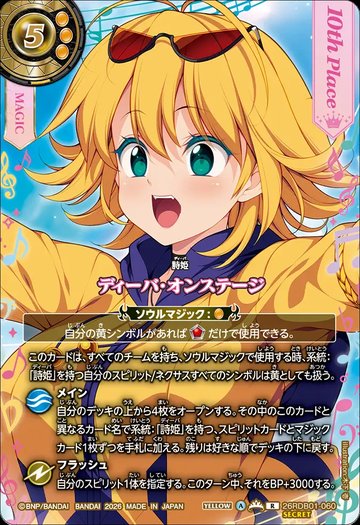 5
10th Place
MAGIC
ディーバ
詩姫
ディーバ・オンステージ
ソウルマジック:
自分の黄シンボルがあれば だけで使用できる。
このカードは、すべてのチームを持ち、ソウルマジックで使用する時、系統:
「詩姫」を持つ自分のスピリット/ネクサスすべてのシンボルは黄としても扱う。
メイン
自分のデッキの上から4枚をオープンする。その中のこのカードと
異なるカード名で系統:「詩姫」を持つ、スピリットカードとマジック
カード1枚ずつを手札に加える。残りは好きな順でデッキの下に戻す。
フラッシュ
自分のスピリット1体を指定する。このターン中、それをBP+3000する。
©BNP/BANDAI BANDAI 2026 MADE IN JAPAN YELLOW A R 26RDB01-060
SECRET